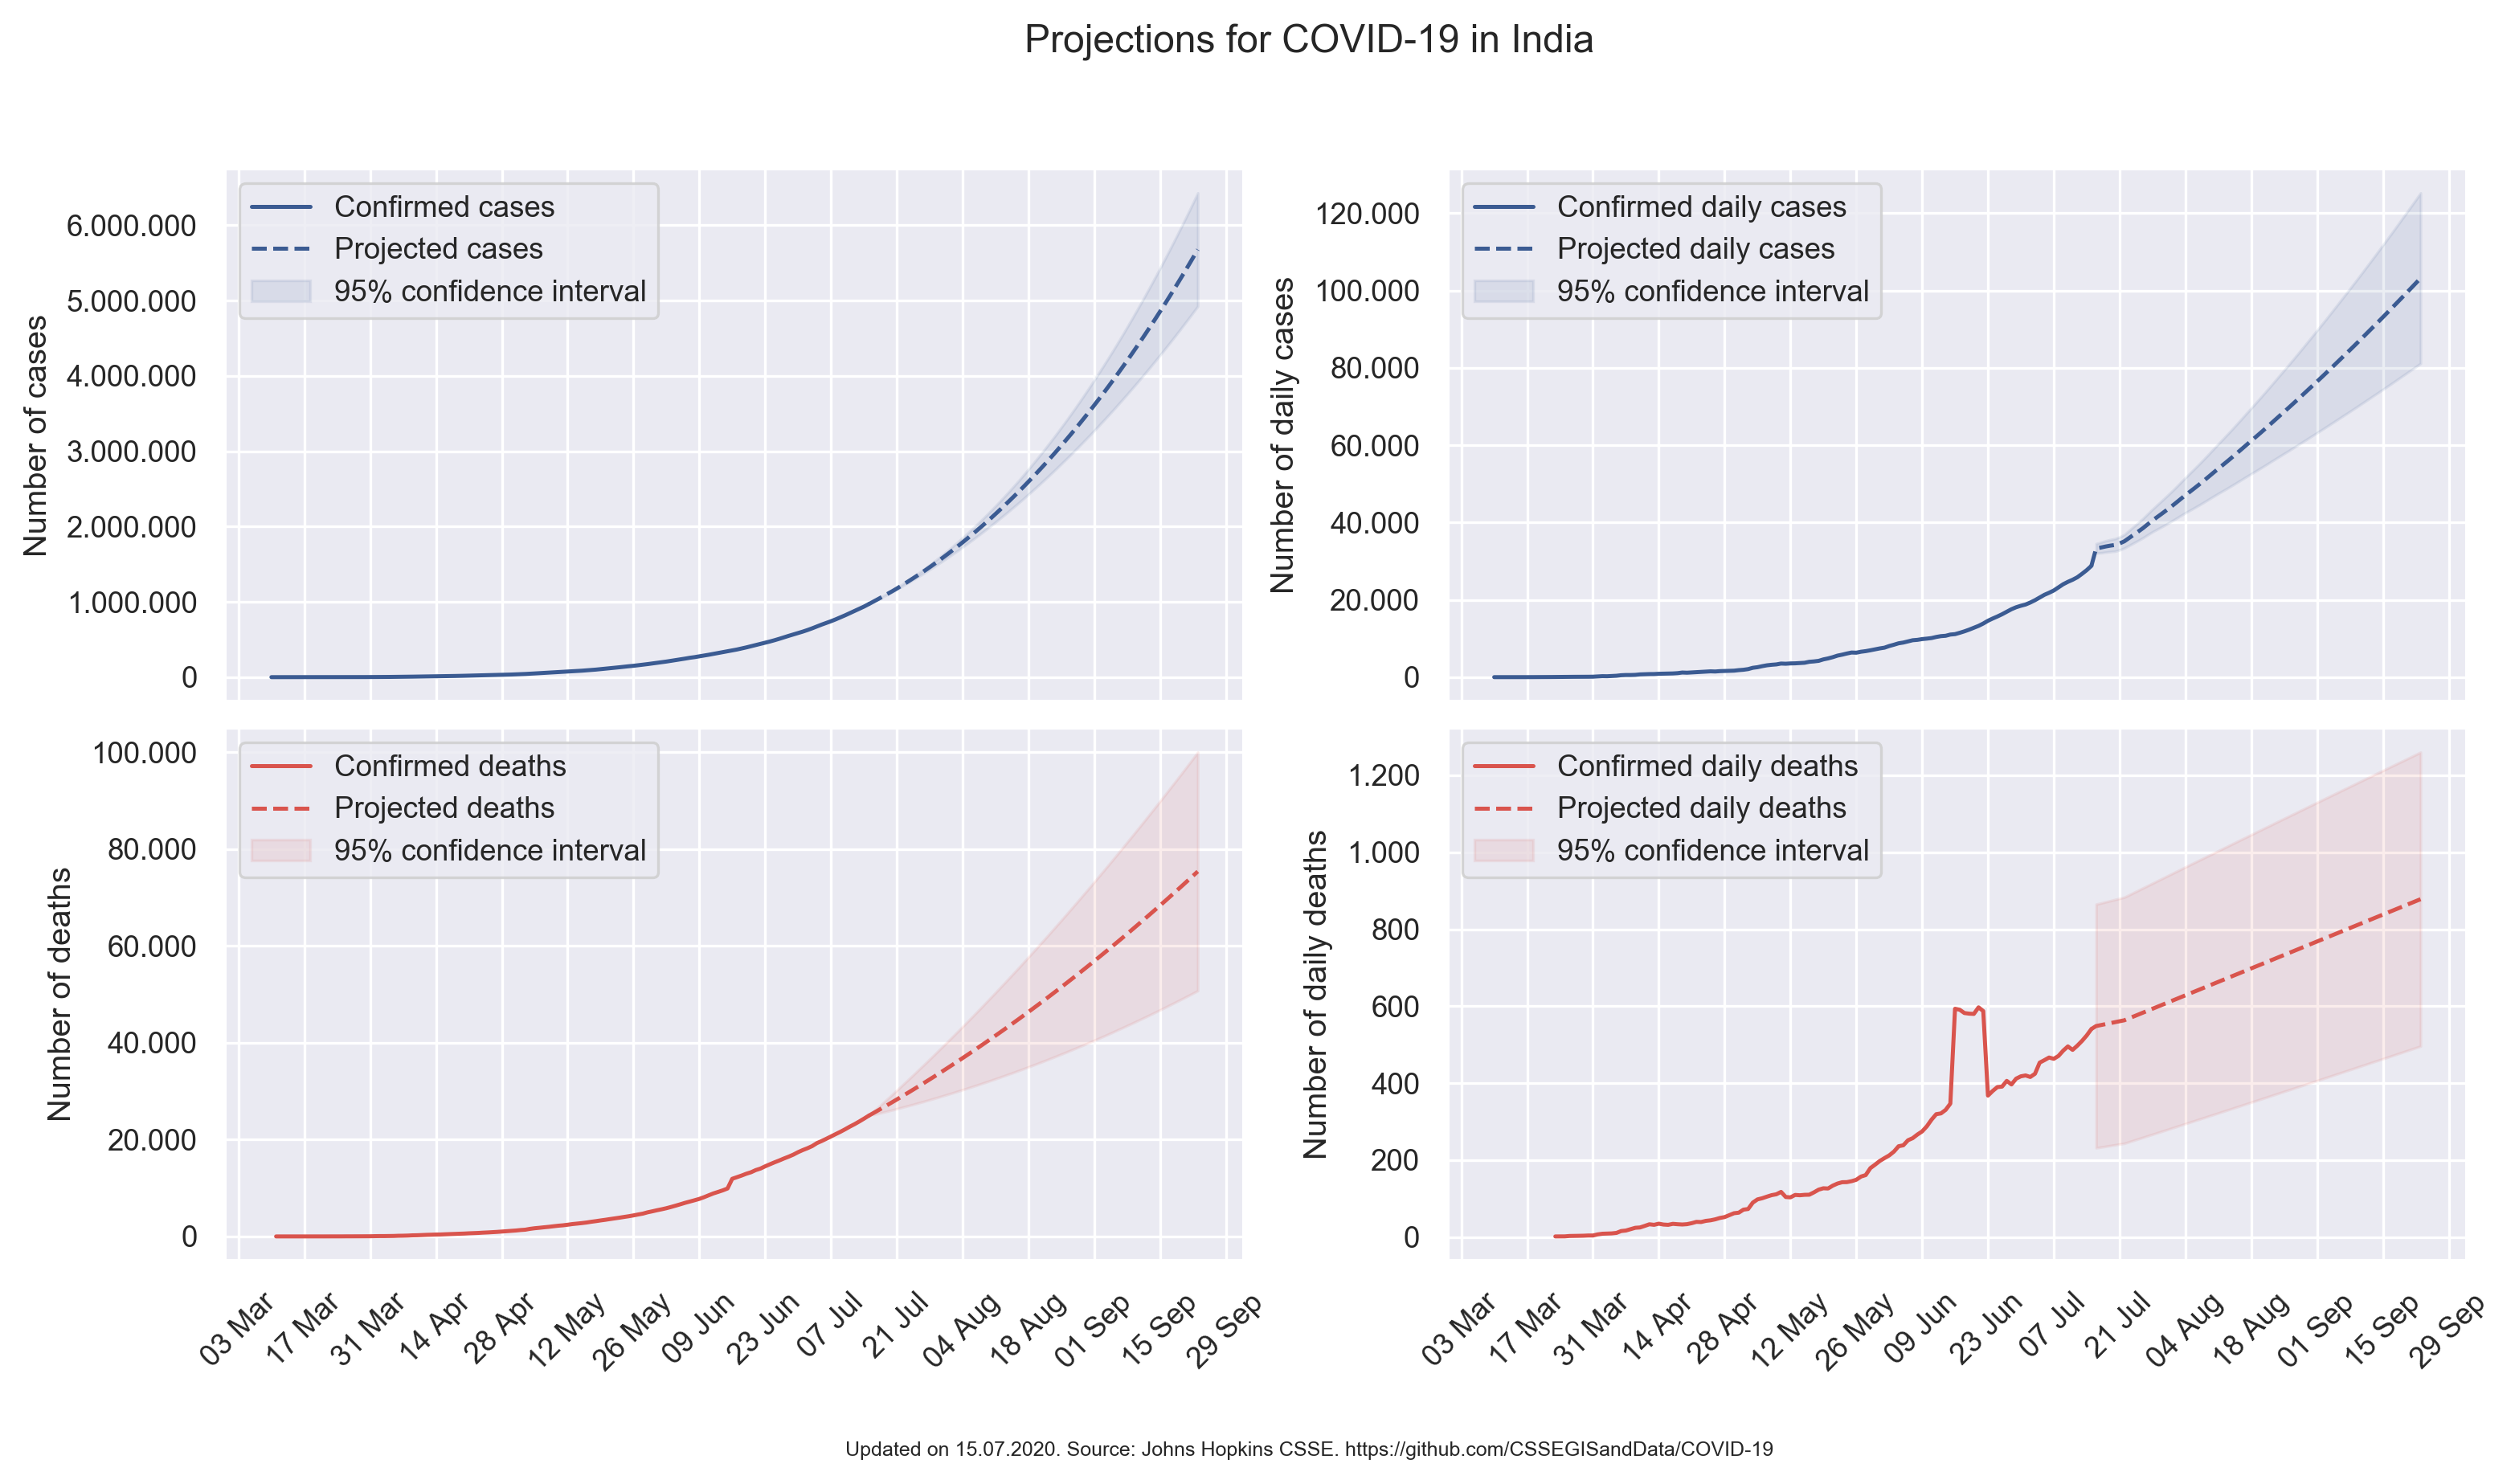 Projections for COVID-19 in India
Confirmed cases
Projected cases
95% confidence interval
Number of cases
6.000.000
5.000.000
4.000.000
3.000.000
2.000.000
1.000.000
0
Confirmed daily cases
Projected daily cases
95% confidence interval
Number of daily cases
120.000
100.000
80.000
60.000
40.000
20.000
0
Confirmed deaths
Projected deaths
95% confidence interval
Number of deaths
100.000
80.000
60.000
40.000
20.000
0
03 Mar 17 Mar 31 Mar 14 Apr 28 Apr 12 May 26 May 09 Jun 23 Jun 07 Jul 21 Jul 04 Aug 18 Aug 01 Sep 15 Sep 29 Sep
Confirmed daily deaths
Projected daily deaths
95% confidence interval
Number of daily deaths
1.200
1.000
800
600
400
200
0
03 Mar 17 Mar 31 Mar 14 Apr 28 Apr 12 May 26 May 09 Jun 23 Jun 07 Jul 21 Jul 04 Aug 18 Aug 01 Sep 15 Sep 29 Sep
Updated on 15.07.2020. Source: Johns Hopkins CSSE. https://github.com/CSSEGISandData/COVID-19